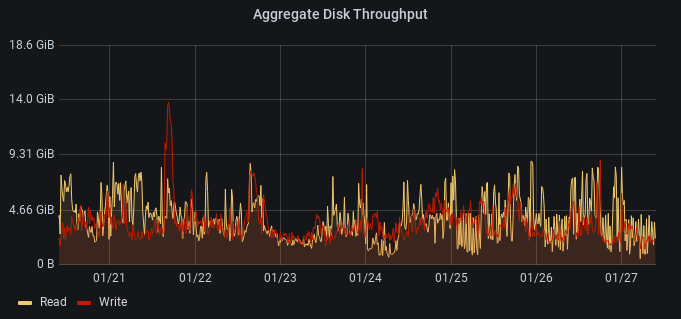 Aggregate Disk Throughput
18.6 GiB
14.0 GiB
9.31 GiB
4.66 GiB
0 B
01/21 01/22 01/23 01/24 01/25 01/26 01/27
Read Write